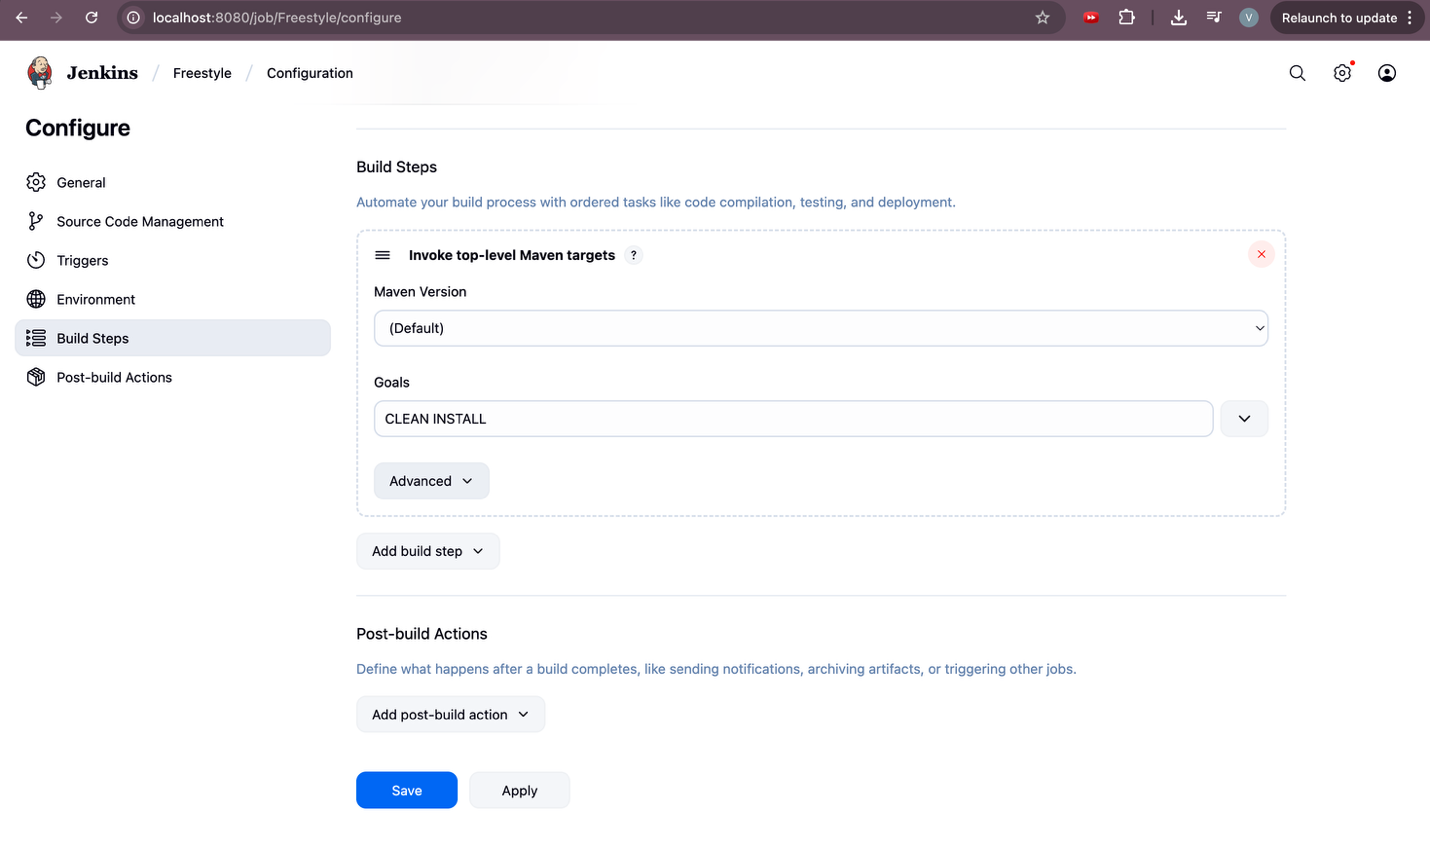 localhost:8080/job/Freestyle/configure
V
Relaunch to update
Jenkins / Freestyle / Configuration
Configure
General
Source Code Management
Triggers
Environment
Build Steps
Post-build Actions
Build Steps
Automate your build process with ordered tasks like code compilation, testing, and deployment.
Invoke top-level Maven targets ?
Maven Version
(Default)
Goals
CLEAN INSTALL
Advanced
Add build step
Post-build Actions
Define what happens after a build completes, like sending notifications, archiving artifacts, or triggering other jobs.
Add post-build action
Save
Apply